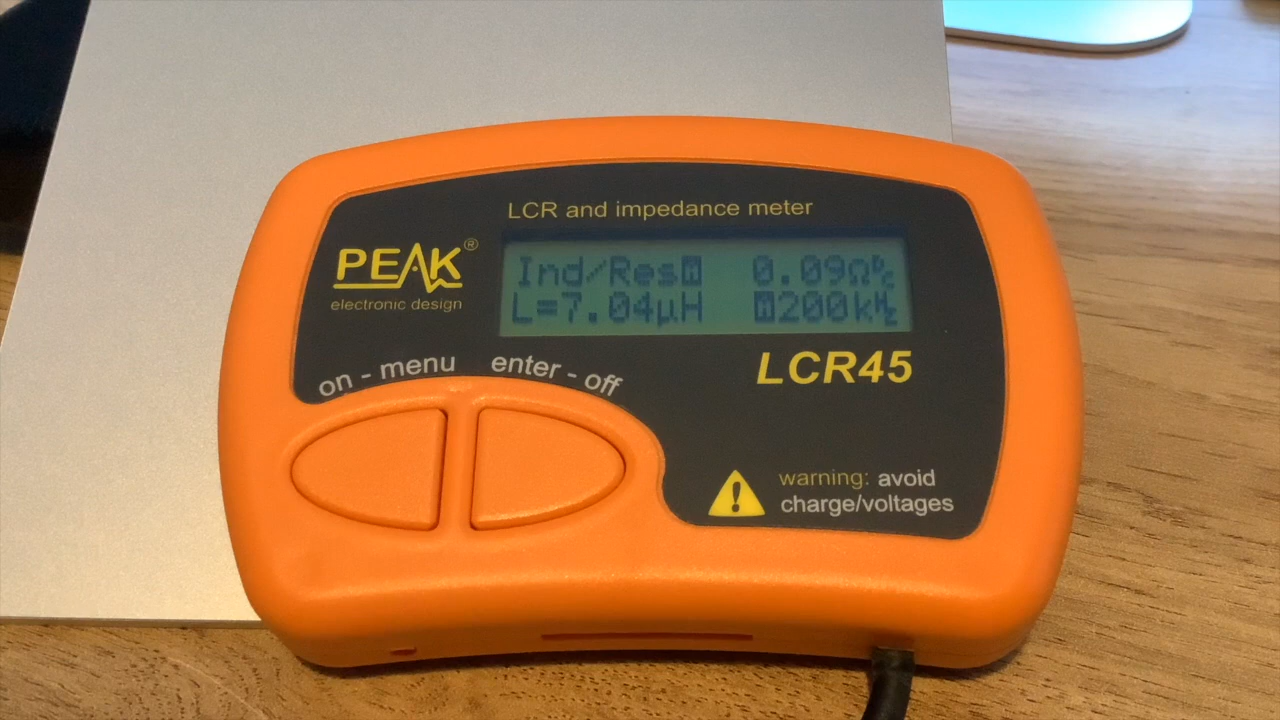 LCR and impedance meter
PEAK®
electronic design
Ind/Res 0.09Ω
L=7.04µH 200kHz
on - menu enter - off
LCR45
warning: avoid
charge/voltages